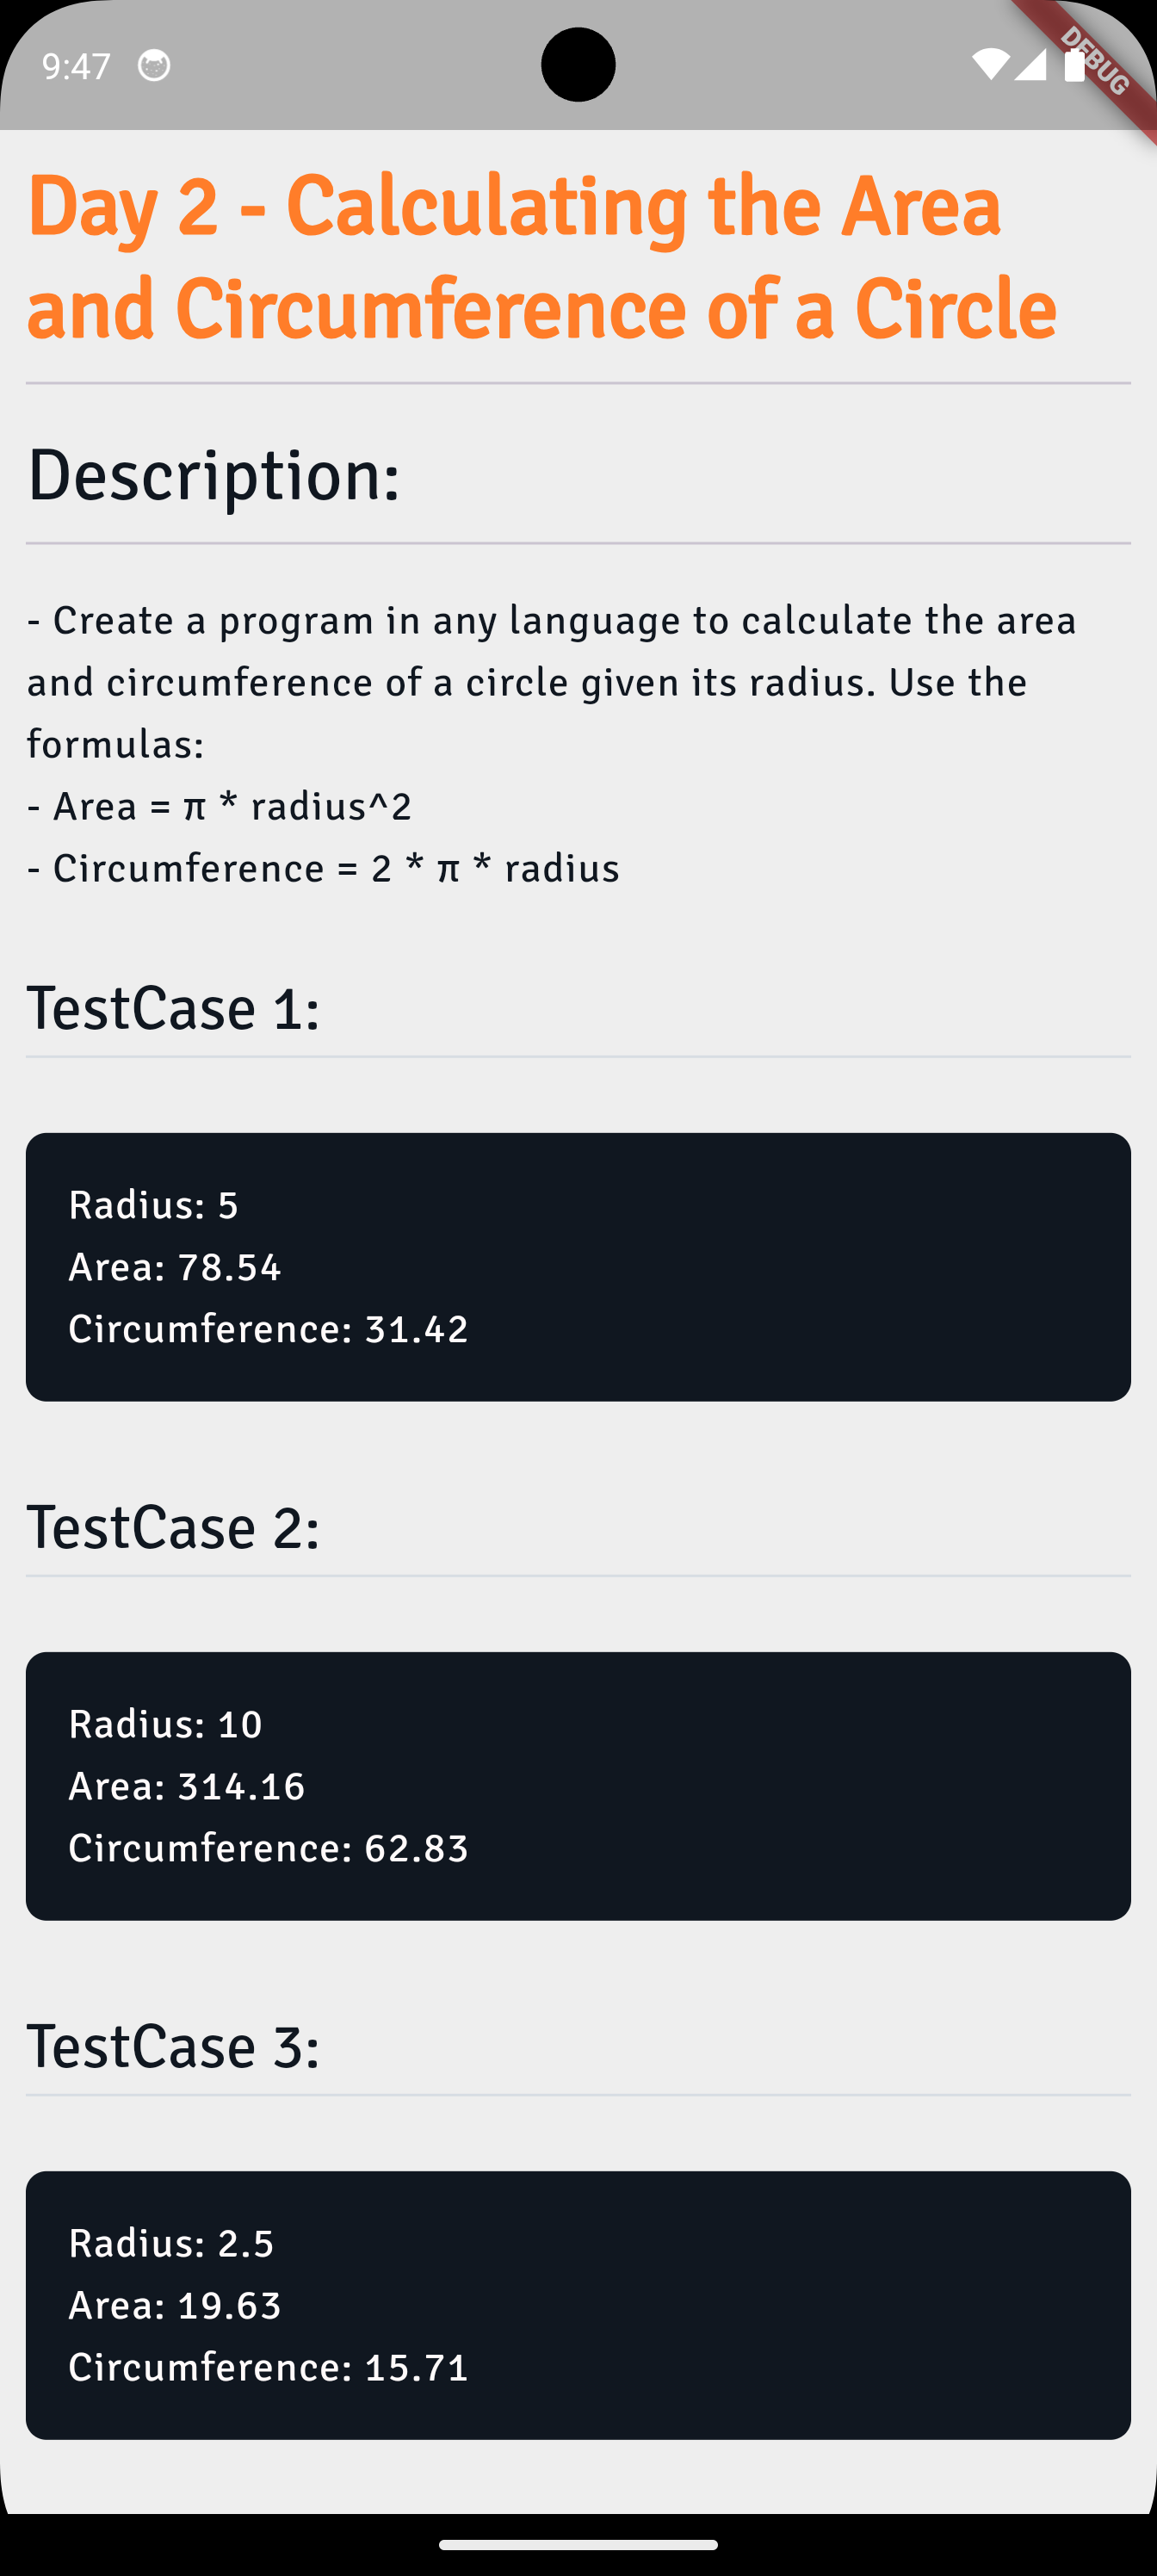 9:47
DEBUG
Day 2 - Calculating the Area
and Circumference of a Circle
Description:
- Create a program in any language to calculate the area
and circumference of a circle given its radius. Use the
formulas:
- Area = π * radius^2
- Circumference = 2 * π * radius
TestCase 1:
Radius: 5
Area: 78.54
Circumference: 31.42
TestCase 2:
Radius: 10
Area: 314.16
Circumference: 62.83
TestCase 3:
Radius: 2.5
Area: 19.63
Circumference: 15.71